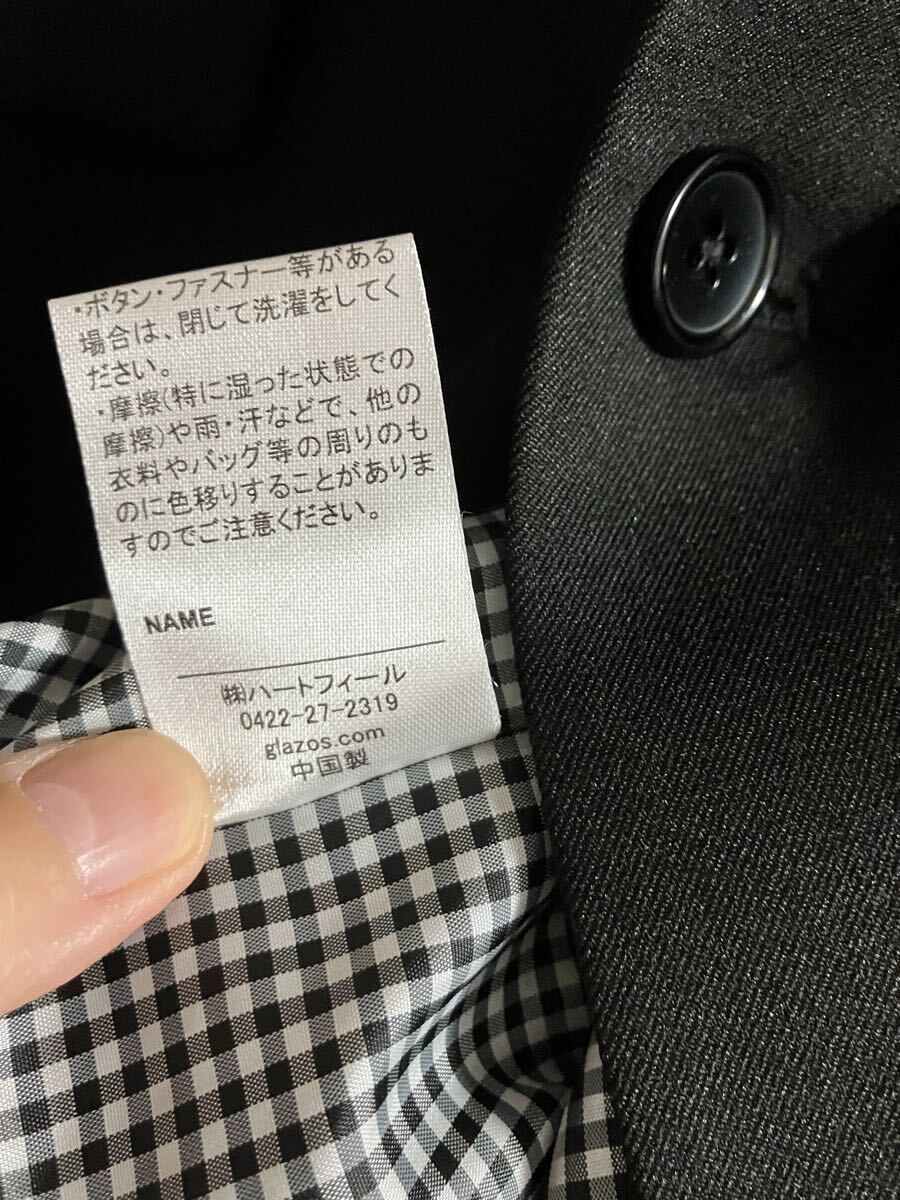 ・ボタン・ファスナー等がある
場合は、閉じて洗濯をしてく
ださい。
・摩擦(特に湿った状態での
摩擦)や雨・汗などで、他の
衣料やバッグ等の周りのも
のに色移りすることがありま
すのでご注意ください。
NAME
㈱ハートフィール
0422-27-2319
glazos.com
中国製